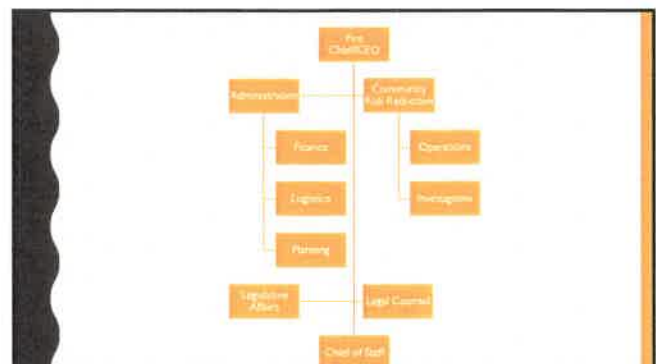 Fire
Chief/CEO
Administration
Community
Risk Reduction
Finance
Operations
Logistics
Investigations
Planning
Legislative
Affairs
Legal Counsel
Chief of Staff